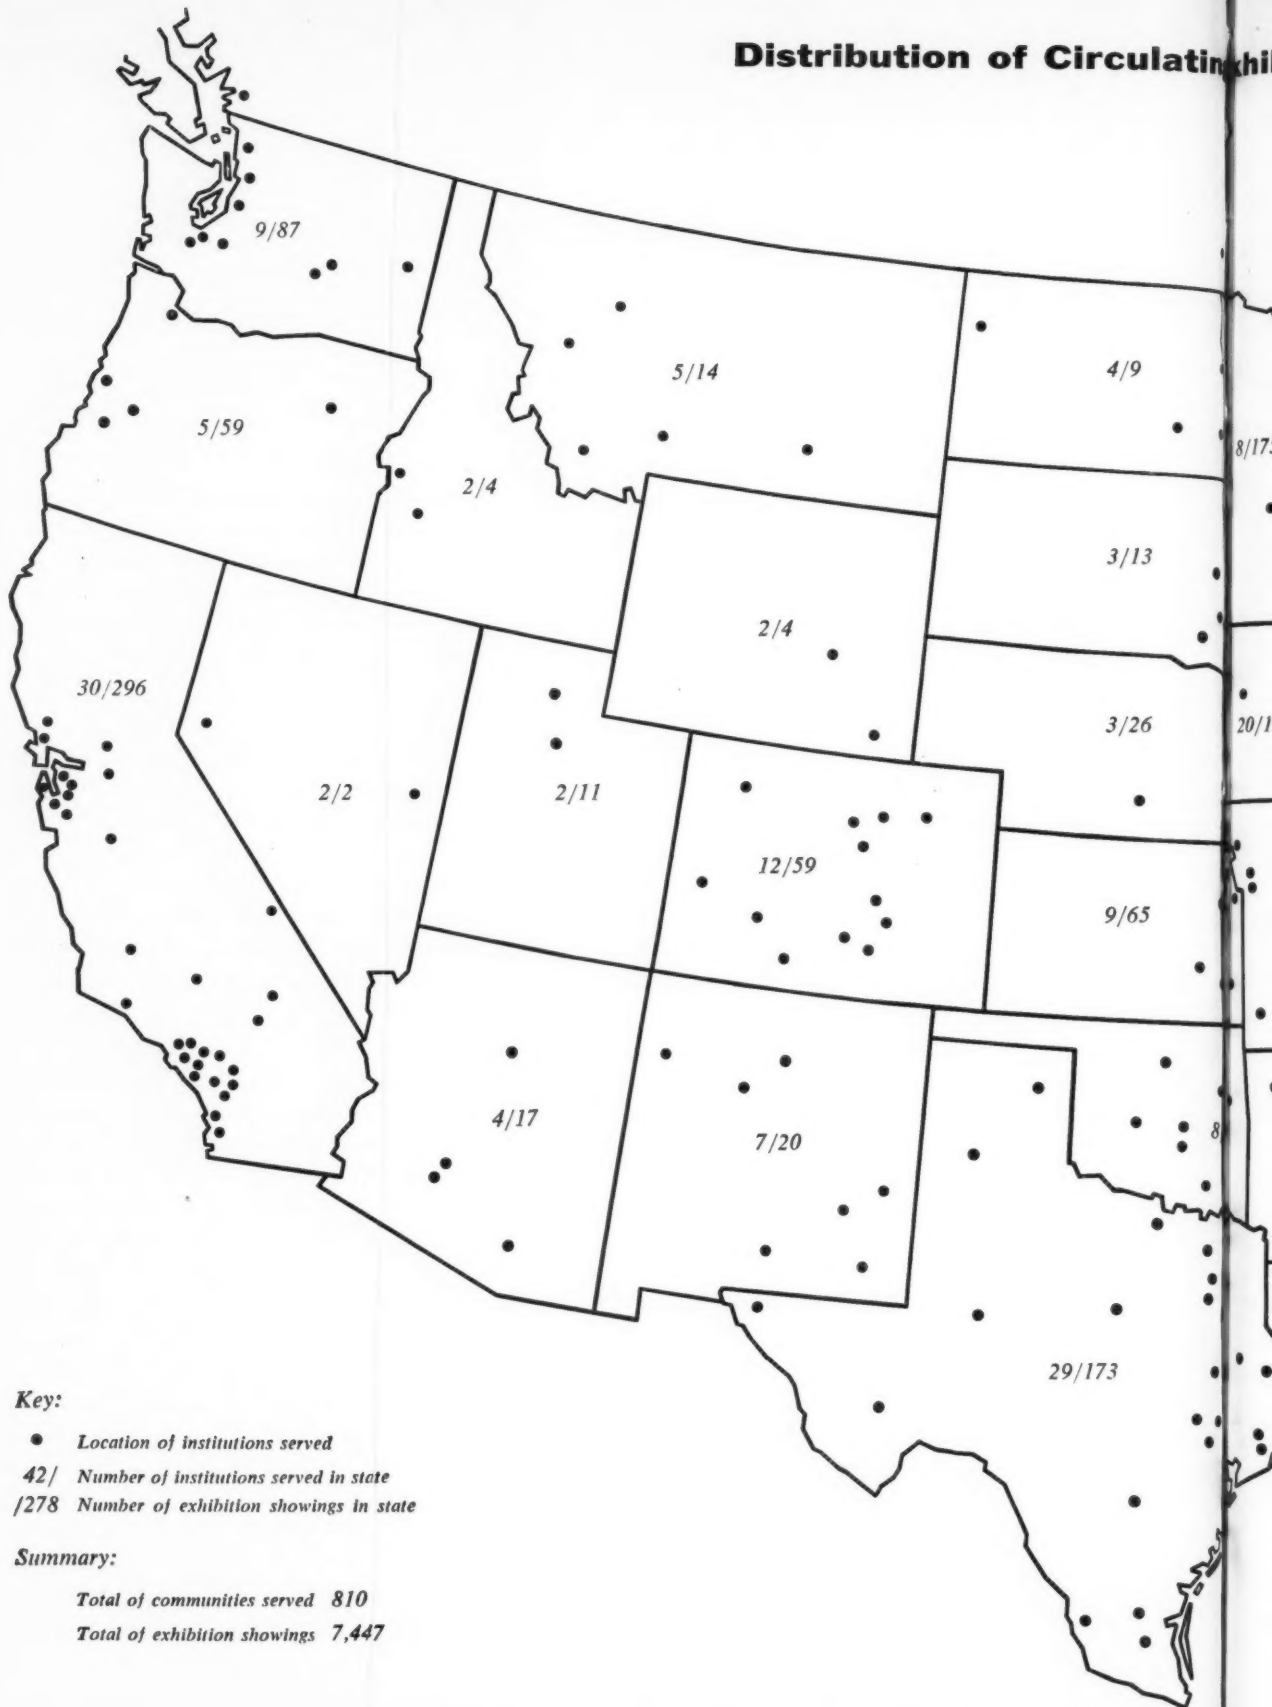 Distribution of Circulatin
9/87
5/14
4/9
5/59
2/4
3/13
2/4
30/296
3/26
2/2
2/11
12/59
9/65
4/17
7/20
29/173
Key:
Location of institutions served
42/ Number of institutions served in state
/278 Number of exhibition showings in state
Summary:
Total of communities served 810
Total of exhibition showings 7,447